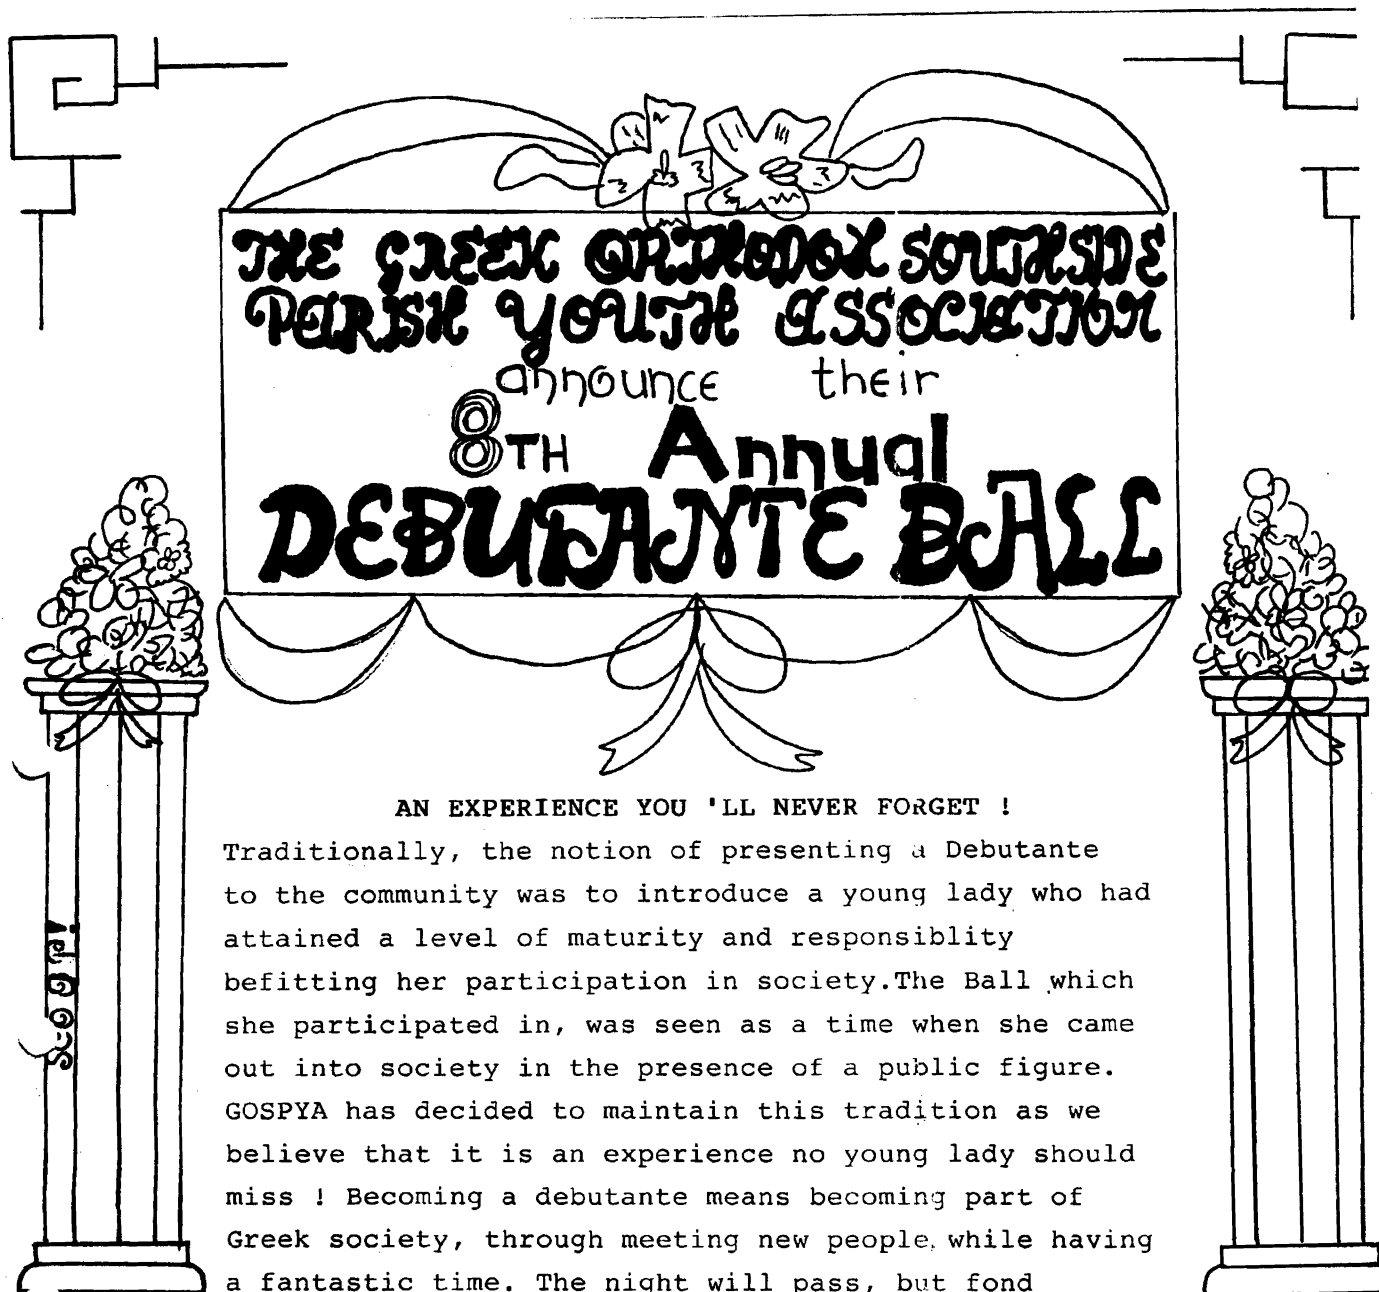 THE GREEK ORTHODOX SOUTHSIDE
PARISH YOUTH ASSOCIATION
announce their
8TH Annual
DEBUTANTE BALL
AN EXPERIENCE YOU 'LL NEVER FORGET !
Traditionally, the notion of presenting a Debutante
to the community was to introduce a young lady who had
attained a level of maturity and responsiblity
befitting her participation in society.The Ball which
she participated in, was seen as a time when she came
out into society in the presence of a public figure.
GOSPYA has decided to maintain this tradition as we
believe that it is an experience no young lady should
miss ! Becoming a debutante means becoming part of
Greek society, through meeting new people, while having
a fantastic time. The night will pass, but fond